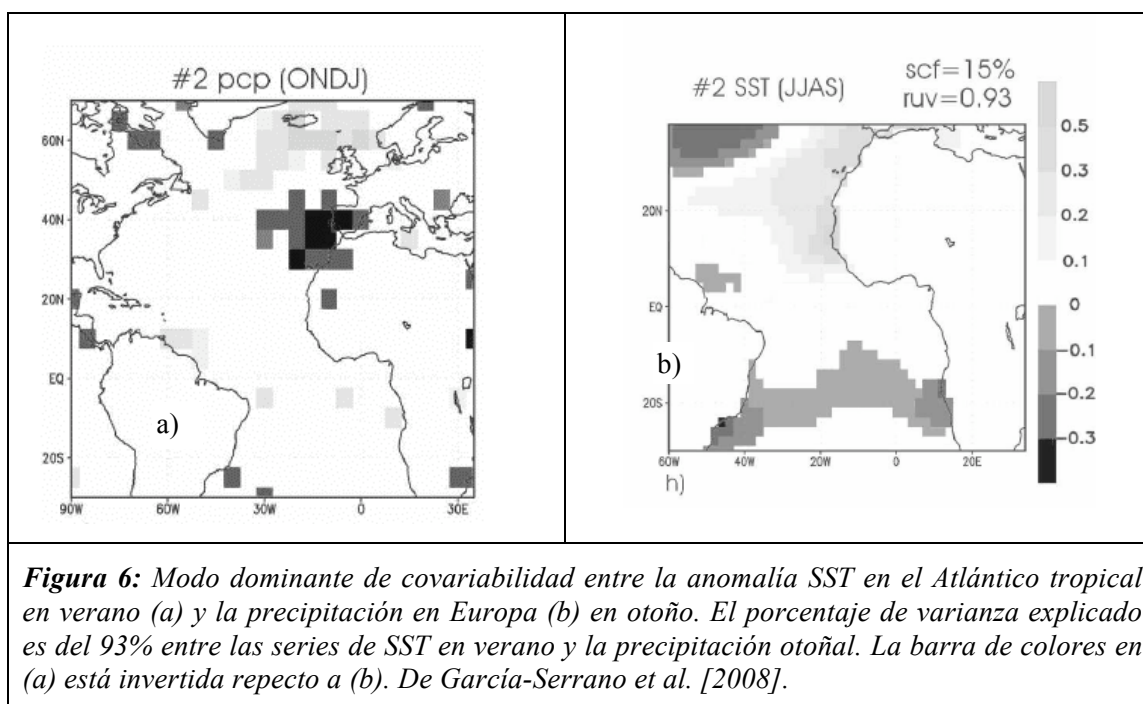 #2 pcp (ONDJ)
60N
40N
20N
EQ
20S
90W
60W
30W
0
30E
a)
#2 SST (JJAS)
scf=15%
ruv=0.93
20N
EQ
20S
60W
40W
20W
0
20E
b)
h)
0.5
0.3
0.2
0.1
0
−0.1
−0.2
−0.3
Figura 6: Modo dominante de covariabilidad entre la anomalía SST en el Atlántico tropical
en verano (a) y la precipitación en Europa (b) en otoño. El porcentaje de varianza explicado
es del 93% entre las series de SST en verano y la precipitación otoñal. La barra de colores en
(a) está invertida repecto a (b). De García-Serrano et al. [2008].